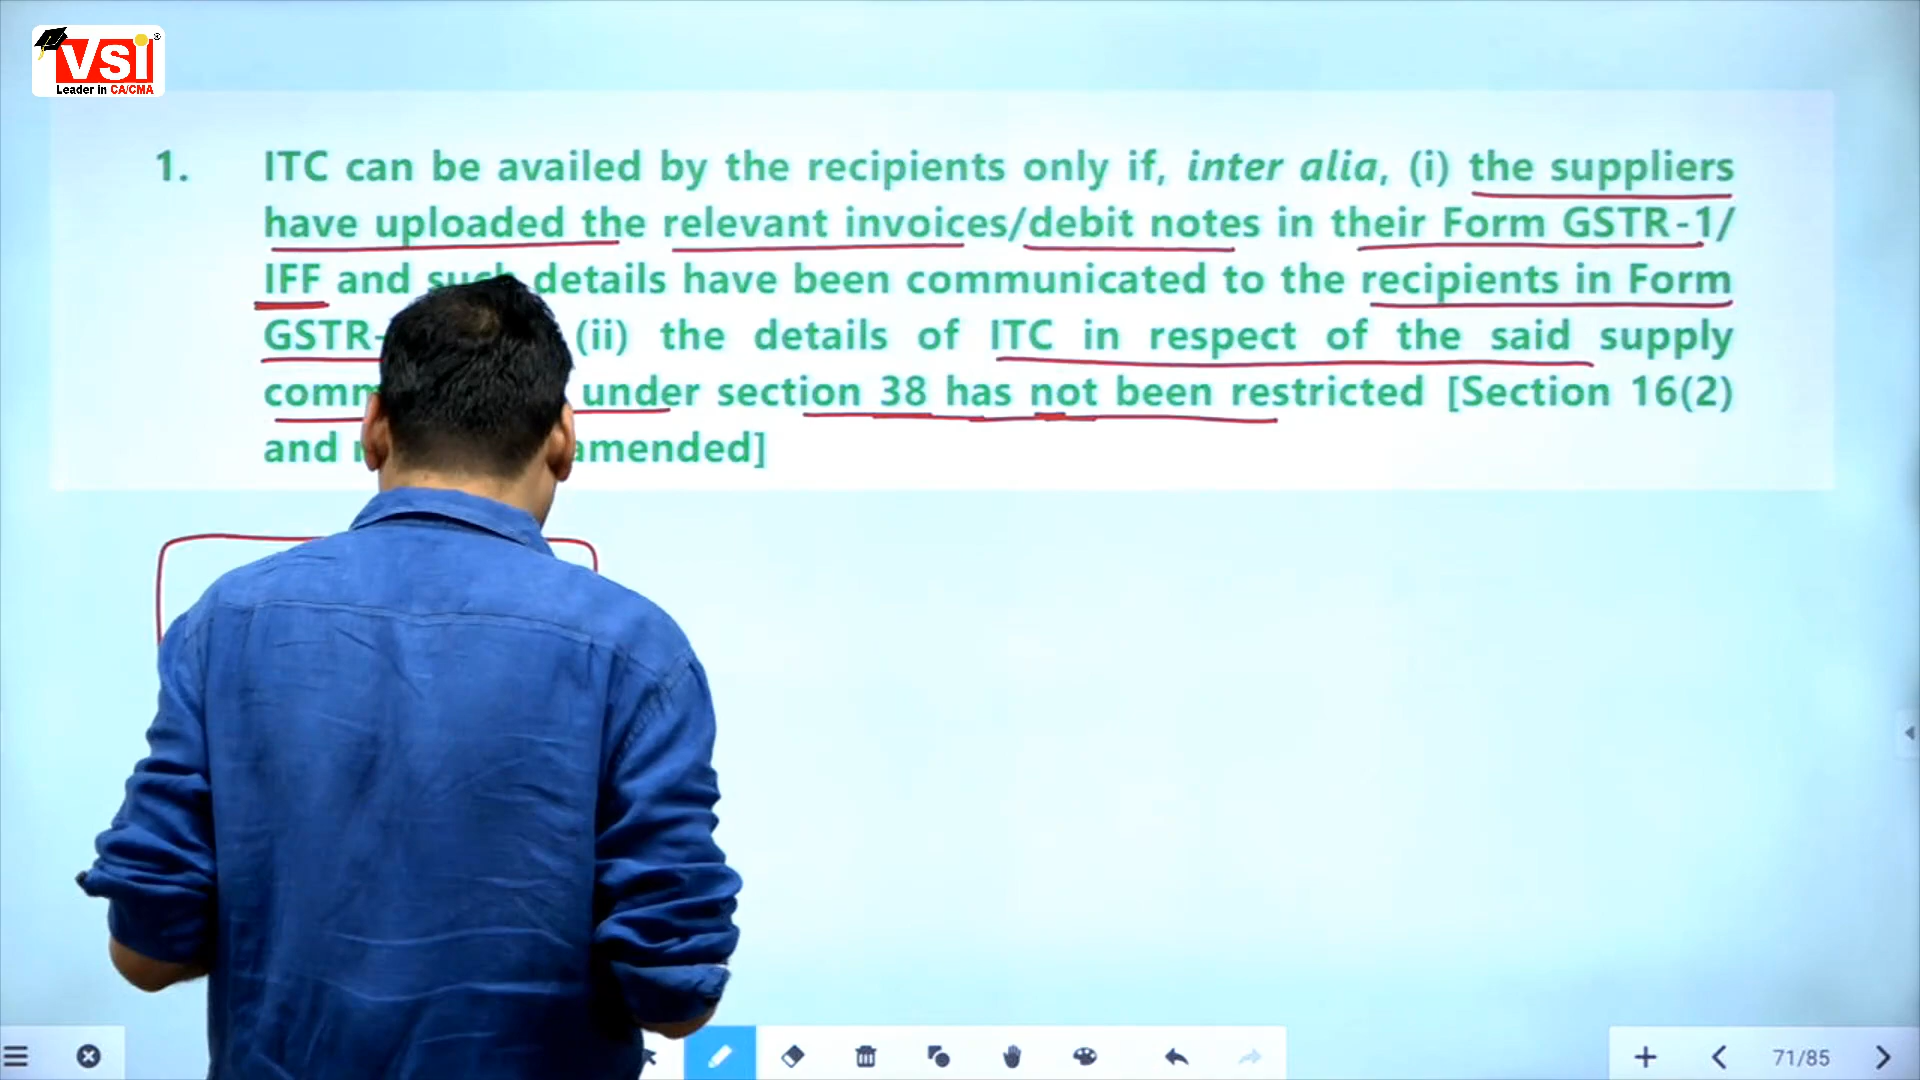 VSI®
Leader in CA/CMA
1. ITC can be availed by the recipients only if, inter alia, (i) the suppliers
have uploaded the relevant invoices/debit notes in their Form GSTR-1/
IFF and such details have been communicated to the recipients in Form
GSTR- (ii) the details of ITC in respect of the said supply
under section 38 has not been restricted [Section 16(2)
and amended]
71/85